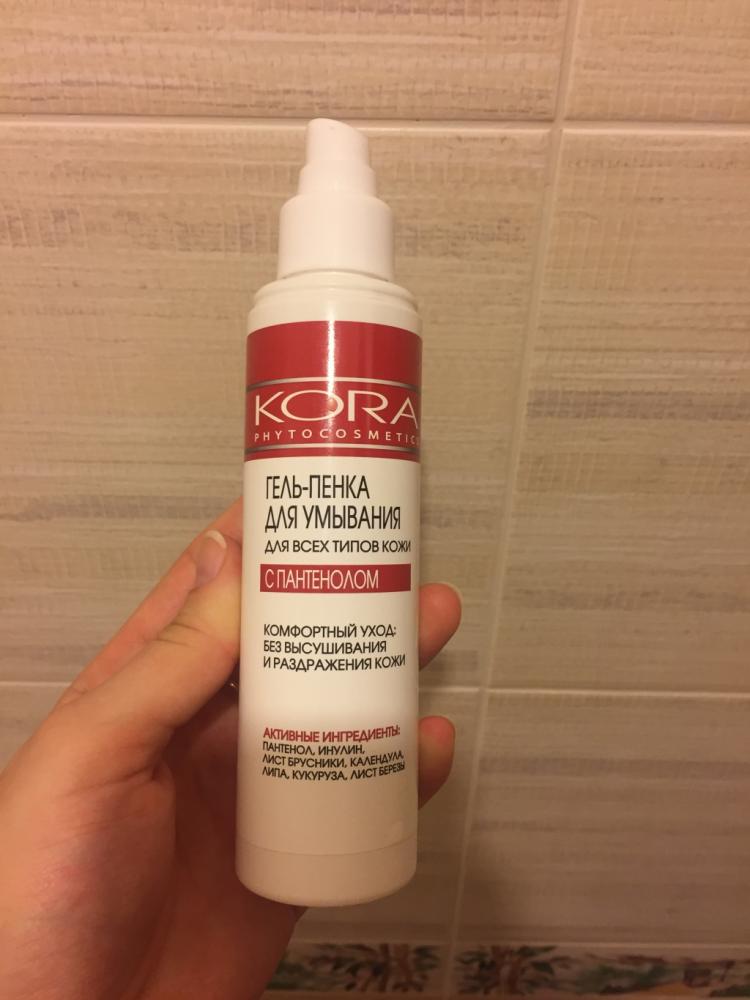 KORA
PHYTOCOSMETIC
ГЕЛЬ-ПЕНКА
ДЛЯ УМЫВАНИЯ
ДЛЯ ВСЕХ ТИПОВ КОЖИ
С ПАНТЕНОЛОМ
КОМФОРТНЫЙ УХОД:
БЕЗ ВЫСУШИВАНИЯ
И РАЗДРАЖЕНИЯ КОЖИ
АКТИВНЫЕ ИНГРЕДИЕНТЫ:
ПАНТЕНОЛ, ИНУЛИН,
ЛИСТ БРУСНИКИ, КАЛЕНДУЛА,
ЛИПА, КУКУРУЗА, ЛИСТ БЕРЕЗЫ